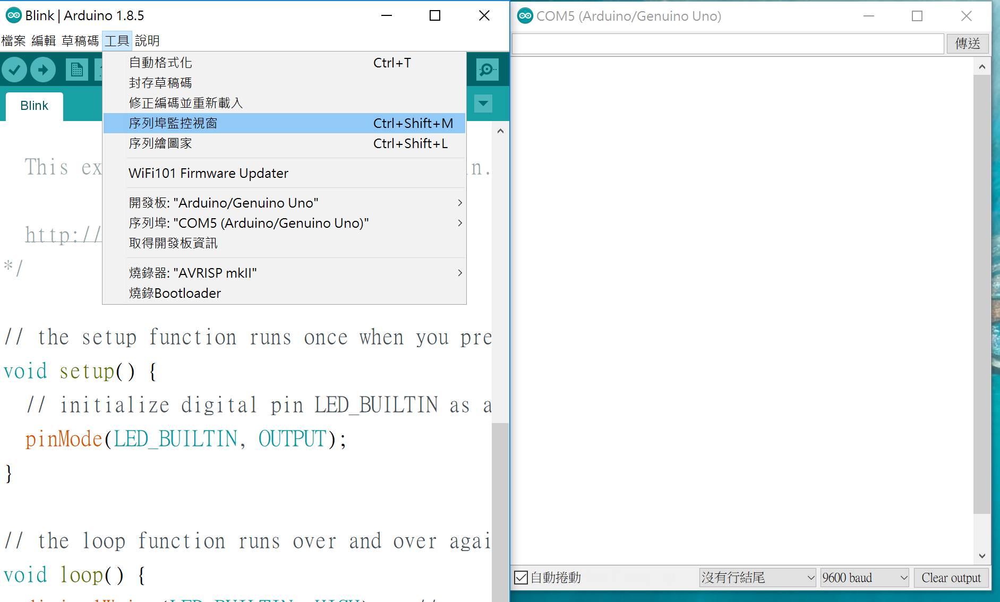 Blink | Arduino 1.8.5
檔案 編輯 草稿碼 工具 說明
Blink
自動格式化 Ctrl+T
封存草稿碼
修正編碼並重新載入
序列埠監控視窗 Ctrl+Shift+M
序列繪圖家 Ctrl+Shift+L
WiFi101 Firmware Updater
開發板: "Arduino/Genuino Uno"
序列埠: "COM5 (Arduino/Genuino Uno)"
取得開發板資訊
燒錄器: "AVRISP mkII"
燒錄Bootloader
This ex
n.
http://
*/
// the setup function runs once when you pre
void setup() {
// initialize digital pin LED_BUILTIN as a
pinMode(LED_BUILTIN, OUTPUT);
}
// the loop function runs over and over agai
void loop() {
COM5 (Arduino/Genuino Uno)
傳送
自動捲動 沒有行結尾 9600 baud Clear output